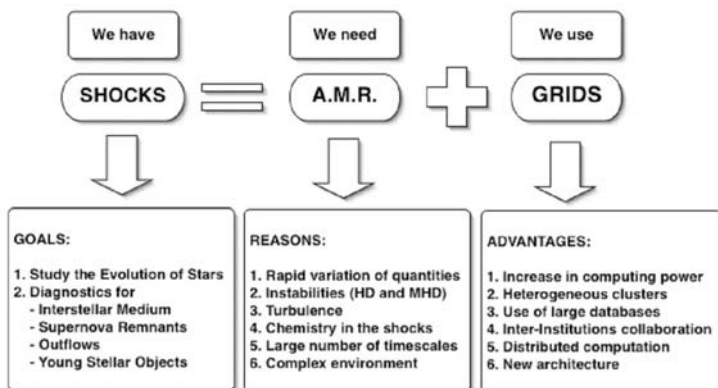 We have
We need
We use
SHOCKS
A.M.R.
GRIDS
GOALS:
1. Study the Evolution of Stars
2. Diagnostics for
- Interstellar Medium
- Supernova Remnants
- Outflows
- Young Stellar Objects
REASONS:
1. Rapid variation of quantities
2. Instabilities (HD and MHD)
3. Turbulence
4. Chemistry in the shocks
5. Large number of timescales
6. Complex environment
ADVANTAGES:
1. Increase in computing power
2. Heterogeneous clusters
3. Use of large databases
4. Inter-Institutions collaboration
5. Distributed computation
6. New architecture